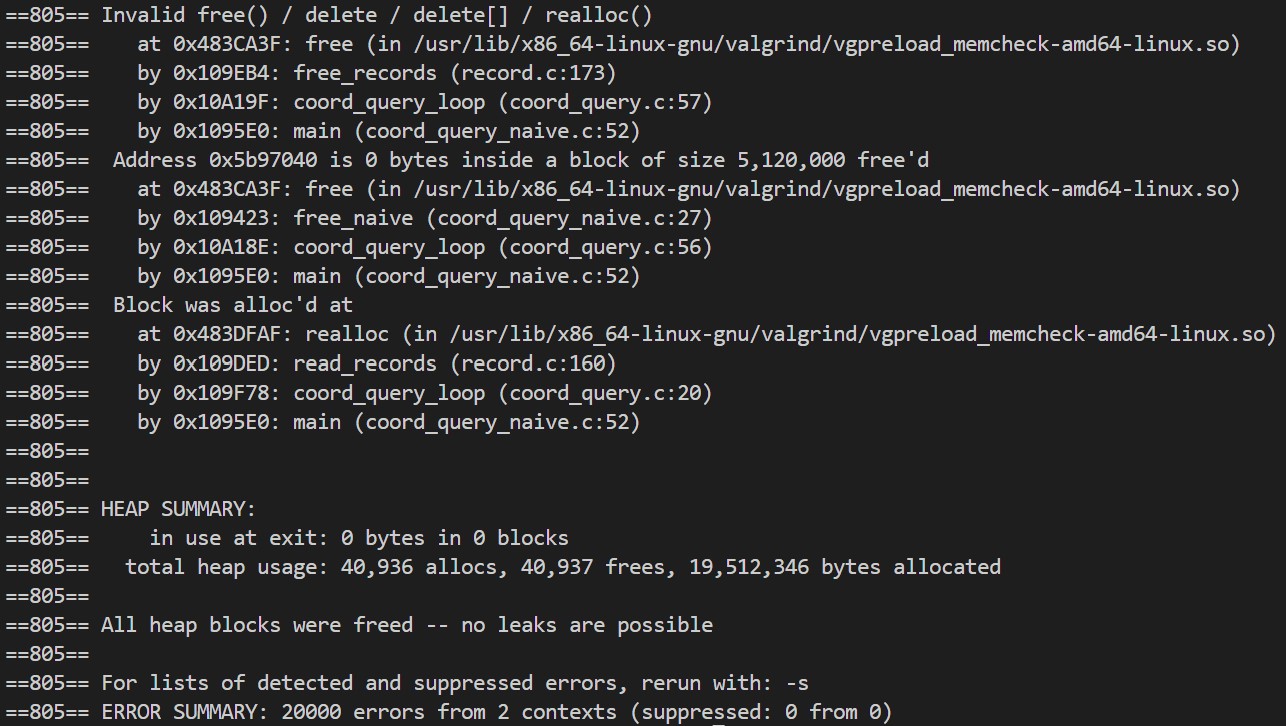 ==805== Invalid free() / delete / delete[] / realloc()
==805==    at 0x483CA3F: free (in /usr/lib/x86_64-linux-gnu/valgrind/vgpreload_memcheck-amd64-linux.so)
==805==    by 0x109EB4: free_records (record.c:173)
==805==    by 0x10A19F: coord_query_loop (coord_query.c:57)
==805==    by 0x1095E0: main (coord_query_naive.c:52)
==805==  Address 0x5b97040 is 0 bytes inside a block of size 5,120,000 free'd
==805==    at 0x483CA3F: free (in /usr/lib/x86_64-linux-gnu/valgrind/vgpreload_memcheck-amd64-linux.so)
==805==    by 0x109423: free_naive (coord_query_naive.c:27)
==805==    by 0x10A18E: coord_query_loop (coord_query.c:56)
==805==    by 0x1095E0: main (coord_query_naive.c:52)
==805==  Block was alloc'd at
==805==    at 0x483DFAF: realloc (in /usr/lib/x86_64-linux-gnu/valgrind/vgpreload_memcheck-amd64-linux.so)
==805==    by 0x109DED: read_records (record.c:160)
==805==    by 0x109F78: coord_query_loop (coord_query.c:20)
==805==    by 0x1095E0: main (coord_query_naive.c:52)
==805==
==805==
==805== HEAP SUMMARY:
==805==     in use at exit: 0 bytes in 0 blocks
==805==   total heap usage: 40,936 allocs, 40,937 frees, 19,512,346 bytes allocated
==805==
==805== All heap blocks were freed -- no leaks are possible
==805==
==805== For lists of detected and suppressed errors, rerun with: -s
==805== ERROR SUMMARY: 20000 errors from 2 contexts (suppressed: 0 from 0)